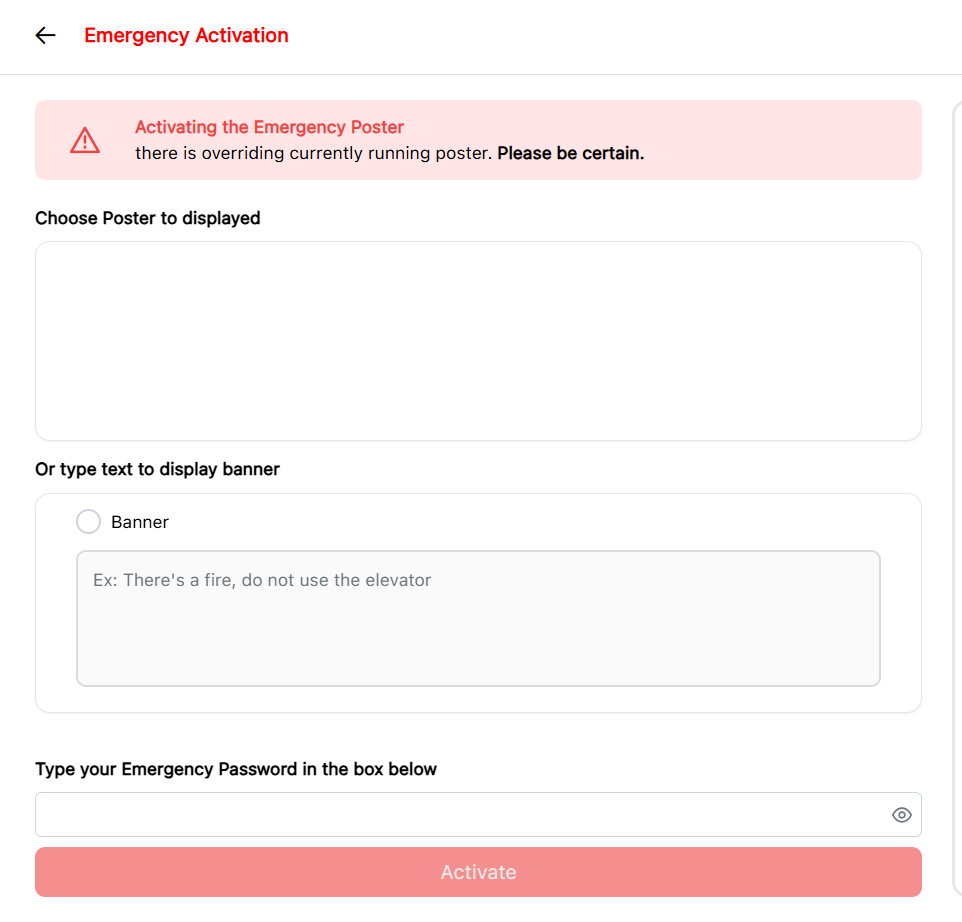 Emergency Activation
Activating the Emergency Poster
there is overriding currently running poster. Please be certain.
Choose Poster to displayed
Or type text to display banner
Banner
Ex: There's a fire, do not use the elevator
Type your Emergency Password in the box below
Activate